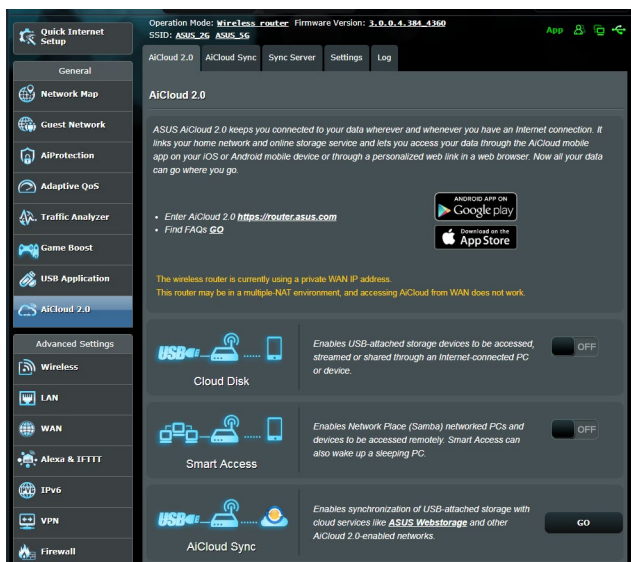 Quick Internet
Setup
General
Network Map
Guest Network
AiProtection
Adaptive QoS
Traffic Analyzer
Game Boost
USB Application
AiCloud 2.0
Advanced Settings
Wireless
LAN
WAN
Alexa & IFTTT
IPv6
VPN
Firewall
Operation Mode: Wireless router Firmware Version: 3.0.0.4.384_4360
SSID: ASUS_2G ASUS_5G
App
AiCloud 2.0 AiCloud Sync Sync Server Settings Log
AiCloud 2.0
ASUS AiCloud 2.0 keeps you connected to your data wherever and whenever you have an Internet connection. It
links your home network and online storage service and lets you access your data through the AiCloud mobile
app on your iOS or Android mobile device or through a personalized web link in a web browser. Now all your data
can go where you go.
• Enter AiCloud 2.0 https://router.asus.com
• Find FAQs GO
ANDROID APP ON
Google play
Download on the
App Store
The wireless router is currently using a private WAN IP address.
This router may be in a multiple-NAT environment, and accessing AiCloud from WAN does not work.
USB
Cloud Disk
Enables USB-attached storage devices to be accessed,
streamed or shared through an Internet-connected PC
or device.
OFF
Smart Access
Enables Network Place (Samba) networked PCs and
devices to be accessed remotely. Smart Access can
also wake up a sleeping PC.
OFF
USB
AiCloud Sync
Enables synchronization of USB-attached storage with
cloud services like ASUS Webstorage and other
AiCloud 2.0-enabled networks.
GO